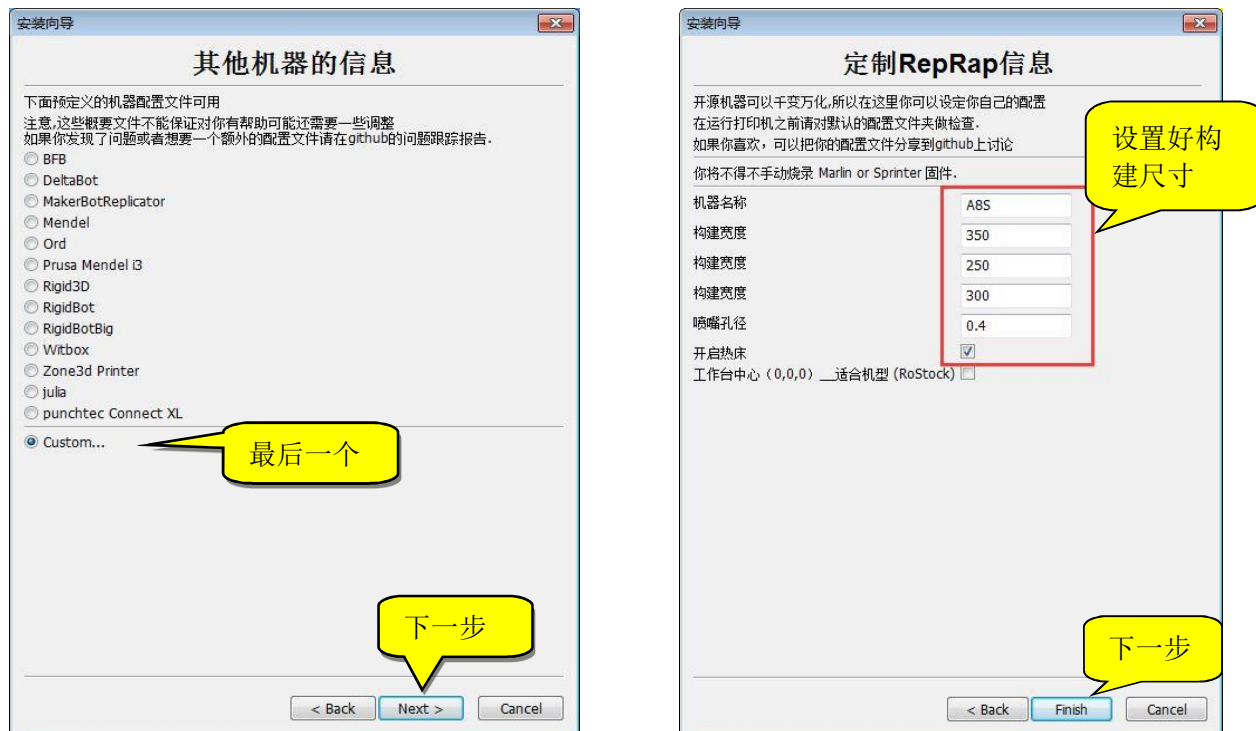 安装向导
其他机器的信息
下面预定义的机器配置文件可用
注意,这些概要文件不能保证对你有帮助可能还需要一些调整
如果你发现了问题或者想要一个额外的配置文件请在github的问题跟踪报告.
BFB
DeltaBot
MakerBotReplicator
Mendel
Ord
Prusa Mendel i3
Rigid3D
RigidBot
RigidBotBig
Witbox
Zone3d Printer
julia
punchtec Connect XL
Custom...
最后一个
下一步
< Back
Next >
Cancel
安装向导
定制RepRap信息
开源机器可以千变万化,所以在这里你可以设定你自己的配置
在运行打印机之前请对默认的配置文件夹做检查.
如果你喜欢，可以把你的配置文件分享到github上讨论
你将不得不手动烧录 Marlin or Sprinter 固件.
设置好构
建尺寸
机器名称 A8S
构建宽度 350
构建宽度 250
构建宽度 300
喷嘴孔径 0.4
开启热床
工作台中心（0,0,0）__适合机型 (RoStock)
下一步
< Back
Finish
Cancel